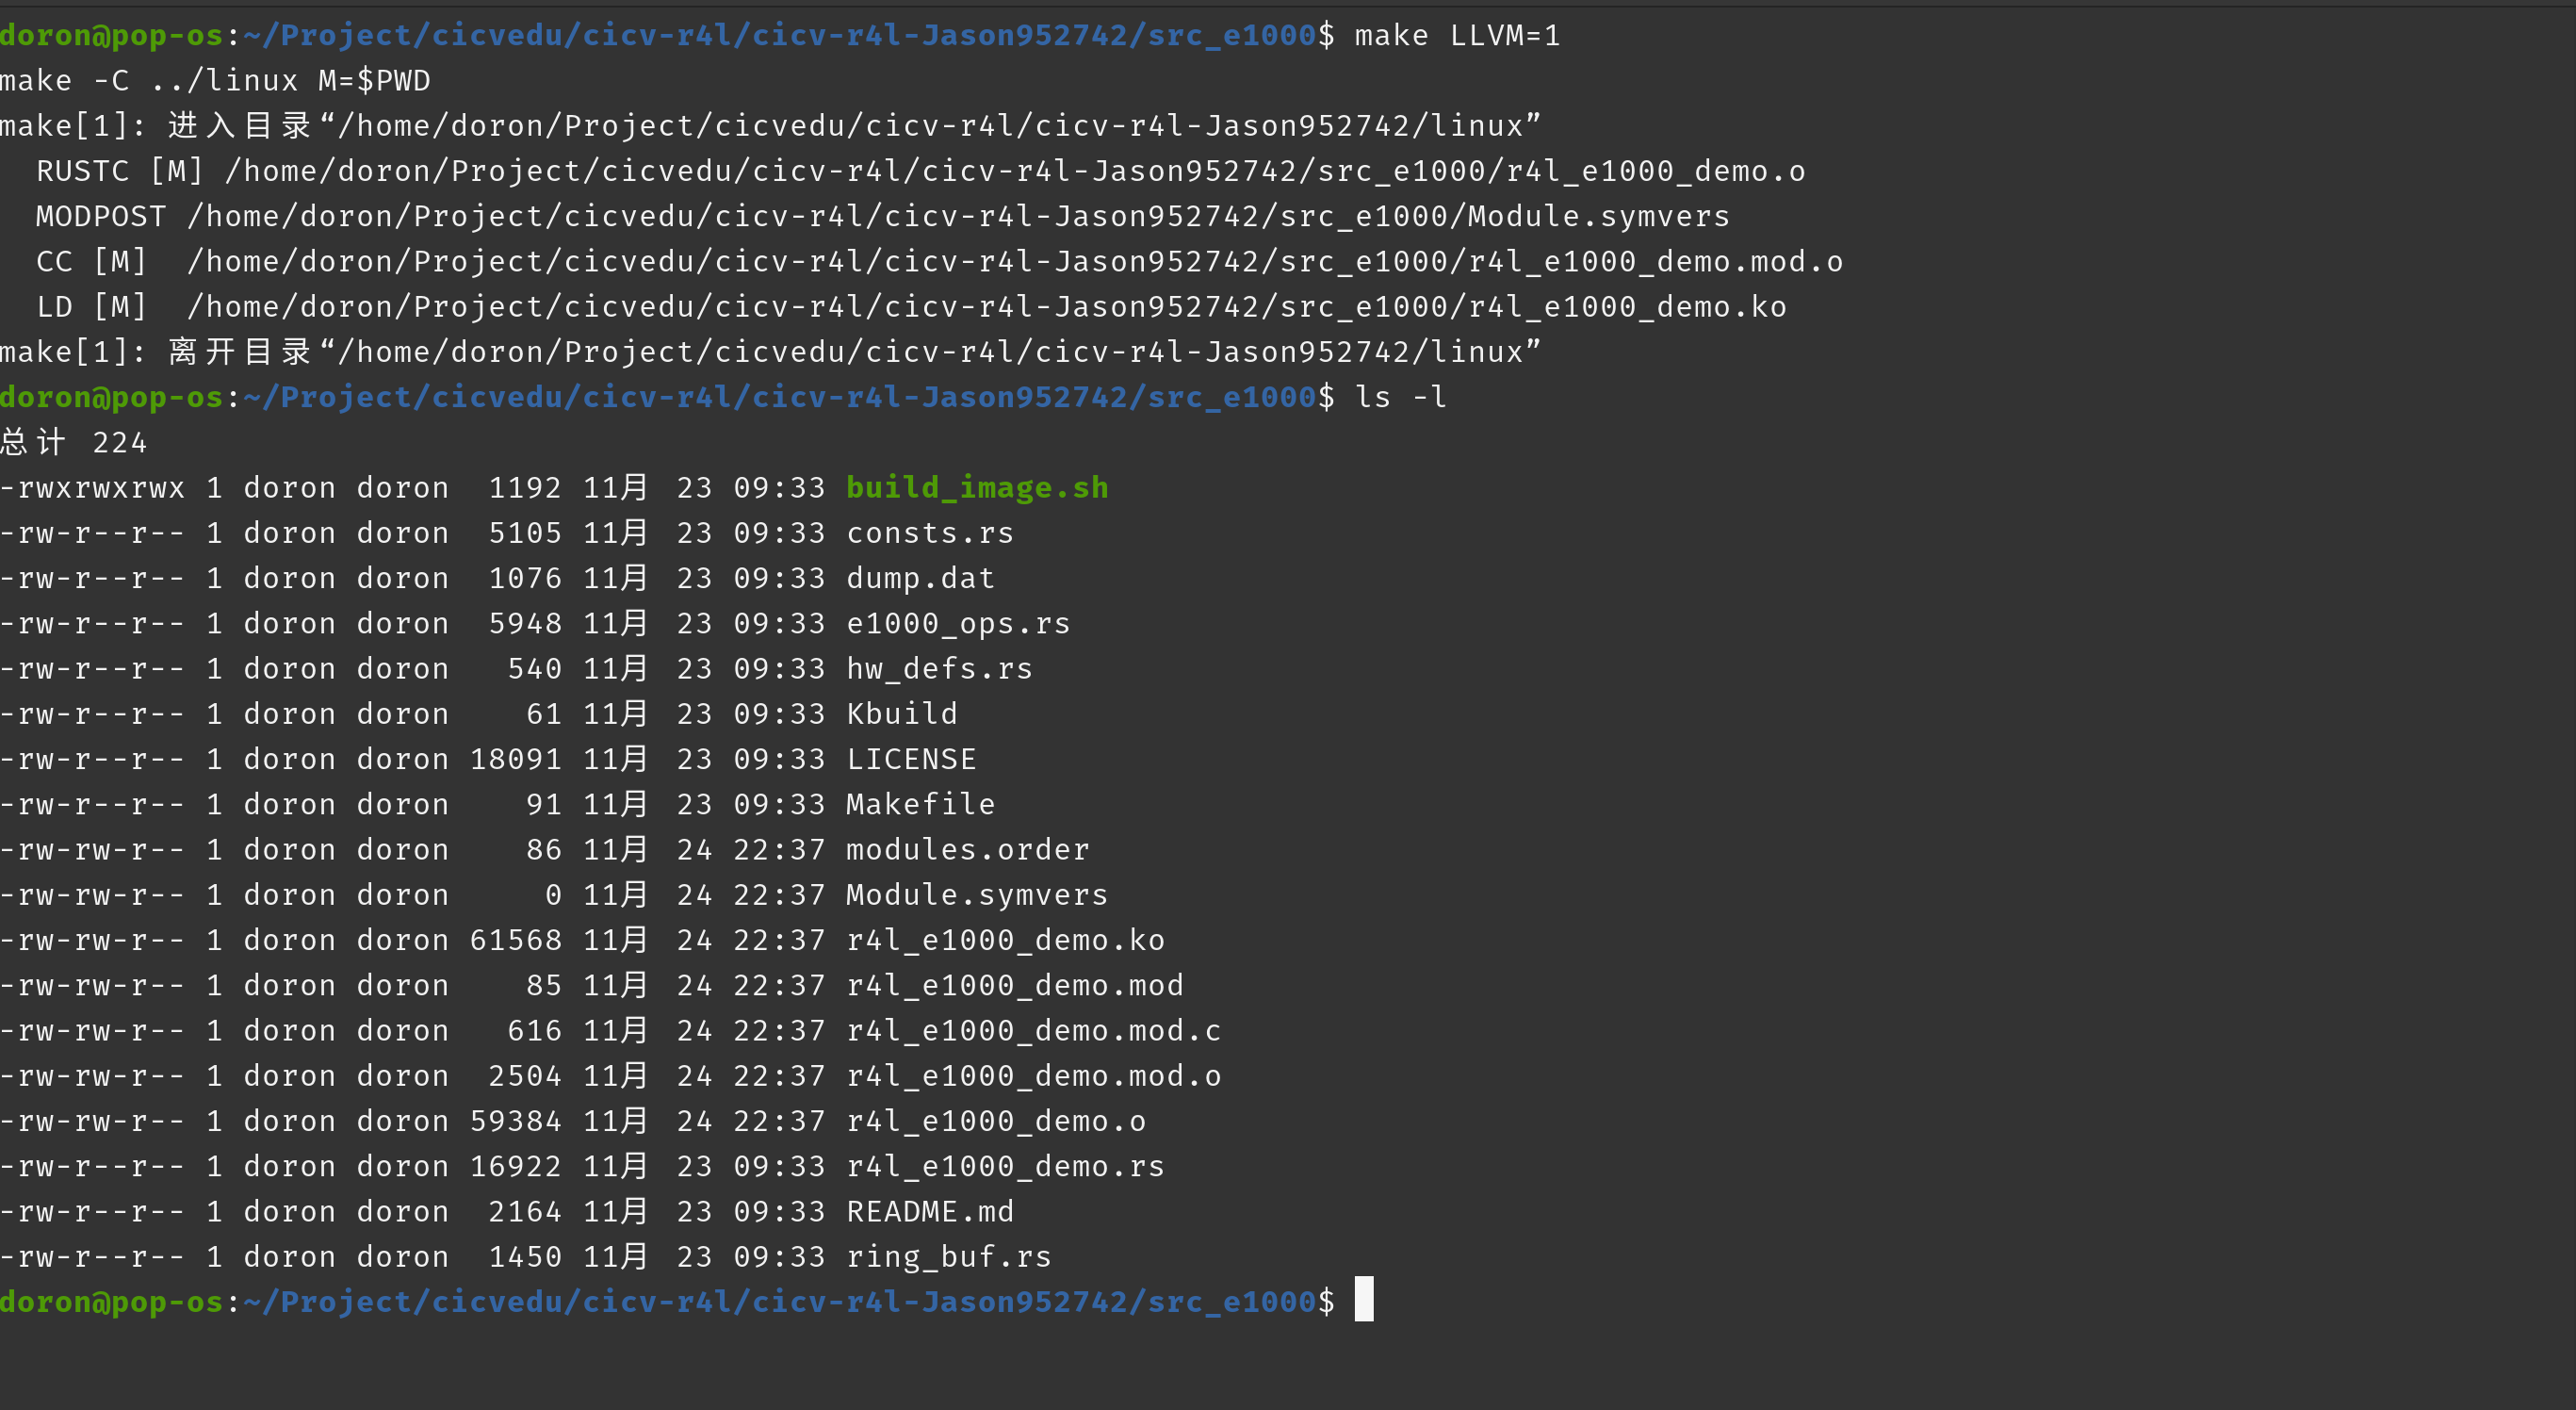 doron@pop-os:~/Project/cicvedu/cicv-r4l/cicv-r4l-Jason952742/src_e1000$ make LLVM=1
make -C ../linux M=$PWD
make[1]: 进入目录“/home/doron/Project/cicvedu/cicv-r4l/cicv-r4l-Jason952742/linux”
  RUSTC [M] /home/doron/Project/cicvedu/cicv-r4l/cicv-r4l-Jason952742/src_e1000/r4l_e1000_demo.o
  MODPOST /home/doron/Project/cicvedu/cicv-r4l/cicv-r4l-Jason952742/src_e1000/Module.symvers
  CC [M]  /home/doron/Project/cicvedu/cicv-r4l/cicv-r4l-Jason952742/src_e1000/r4l_e1000_demo.mod.o
  LD [M]  /home/doron/Project/cicvedu/cicv-r4l/cicv-r4l-Jason952742/src_e1000/r4l_e1000_demo.ko
make[1]: 离开目录“/home/doron/Project/cicvedu/cicv-r4l/cicv-r4l-Jason952742/linux”
doron@pop-os:~/Project/cicvedu/cicv-r4l/cicv-r4l-Jason952742/src_e1000$ ls -l
总计 224
-rwxrwxrwx 1 doron doron  1192 11月 23 09:33 build_image.sh
-rw-r--r-- 1 doron doron  5105 11月 23 09:33 consts.rs
-rw-r--r-- 1 doron doron  1076 11月 23 09:33 dump.dat
-rw-r--r-- 1 doron doron  5948 11月 23 09:33 e1000_ops.rs
-rw-r--r-- 1 doron doron   540 11月 23 09:33 hw_defs.rs
-rw-r--r-- 1 doron doron    61 11月 23 09:33 Kbuild
-rw-r--r-- 1 doron doron 18091 11月 23 09:33 LICENSE
-rw-r--r-- 1 doron doron    91 11月 23 09:33 Makefile
-rw-rw-r-- 1 doron doron    86 11月 24 22:37 modules.order
-rw-rw-r-- 1 doron doron     0 11月 24 22:37 Module.symvers
-rw-rw-r-- 1 doron doron 61568 11月 24 22:37 r4l_e1000_demo.ko
-rw-rw-r-- 1 doron doron    85 11月 24 22:37 r4l_e1000_demo.mod
-rw-rw-r-- 1 doron doron   616 11月 24 22:37 r4l_e1000_demo.mod.c
-rw-rw-r-- 1 doron doron  2504 11月 24 22:37 r4l_e1000_demo.mod.o
-rw-rw-r-- 1 doron doron 59384 11月 24 22:37 r4l_e1000_demo.o
-rw-r--r-- 1 doron doron 16922 11月 23 09:33 r4l_e1000_demo.rs
-rw-r--r-- 1 doron doron  2164 11月 23 09:33 README.md
-rw-r--r-- 1 doron doron  1450 11月 23 09:33 ring_buf.rs
doron@pop-os:~/Project/cicvedu/cicv-r4l/cicv-r4l-Jason952742/src_e1000$